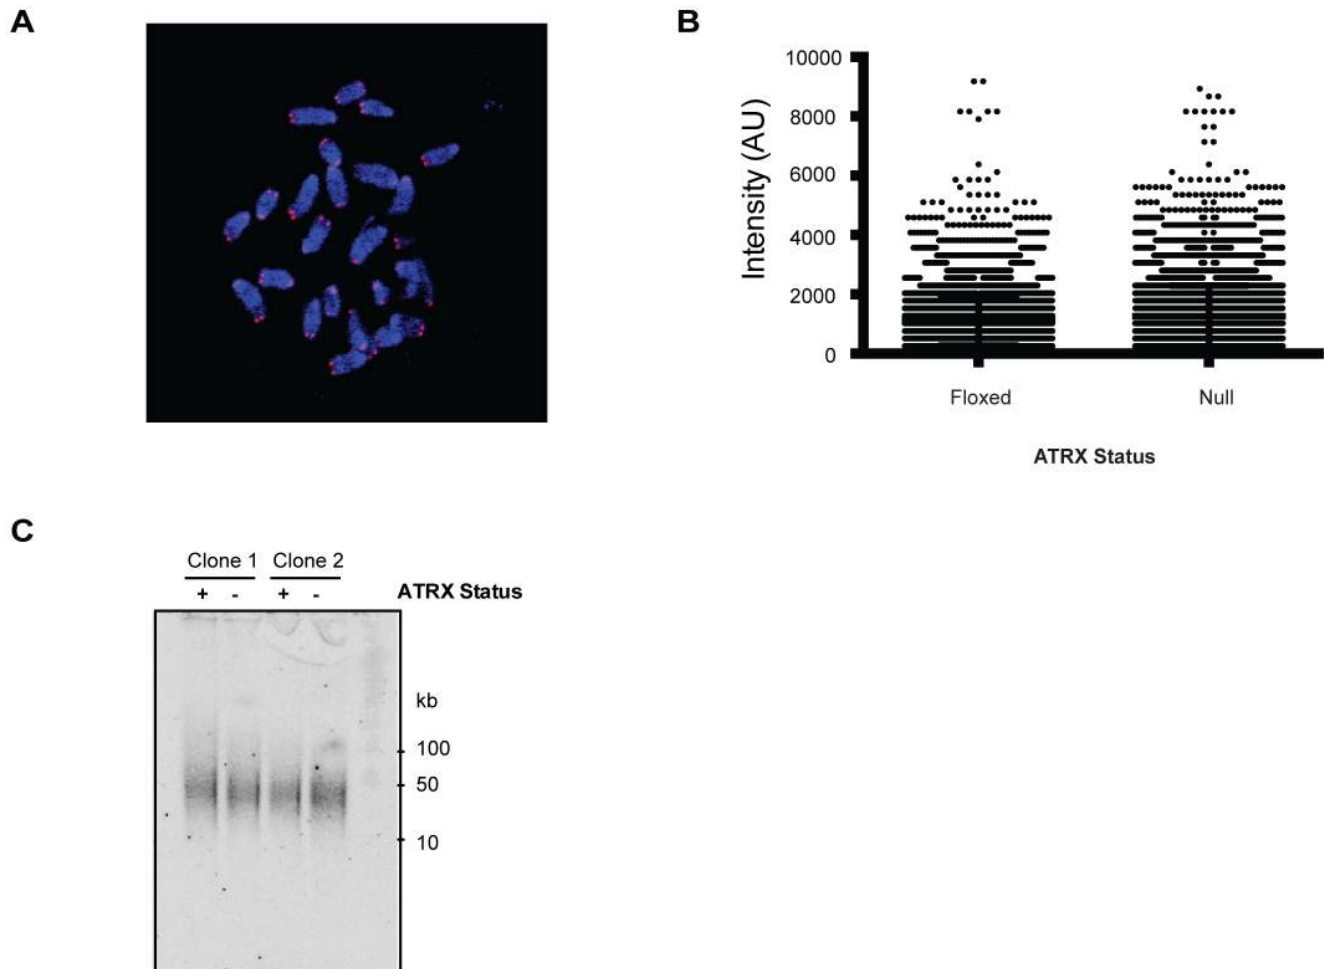 A
B
10000
8000
6000
4000
2000
0
Intensity (AU)
Floxed Null
ATRX Status
C
Clone 1 Clone 2
+ - + - ATRX Status
kb
100
50
10